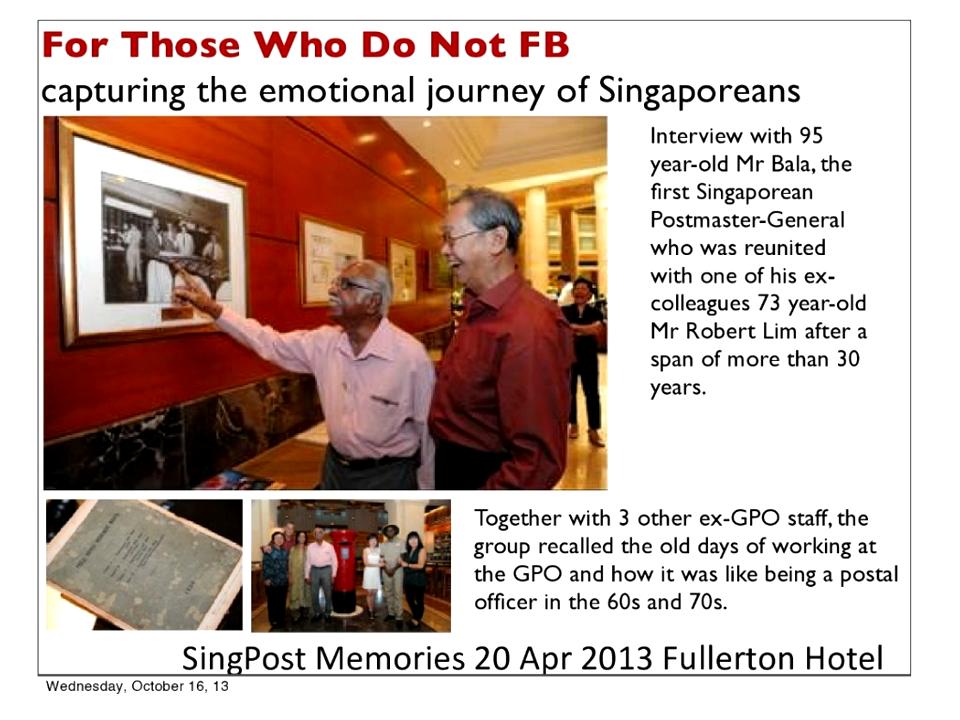 For Those Who Do Not FB
capturing the emotional journey of Singaporeans
Interview with 95
year-old Mr Bala, the
first Singaporean
Postmaster-General
who was reunited
with one of his ex-
colleagues 73 year-old
Mr Robert Lim after a
span of more than 30
years.
Together with 3 other ex-GPO staff, the
group recalled the old days of working at
the GPO and how it was like being a postal
officer in the 60s and 70s.
SingPost Memories 20 Apr 2013 Fullerton Hotel
Wednesday, October 16, 13